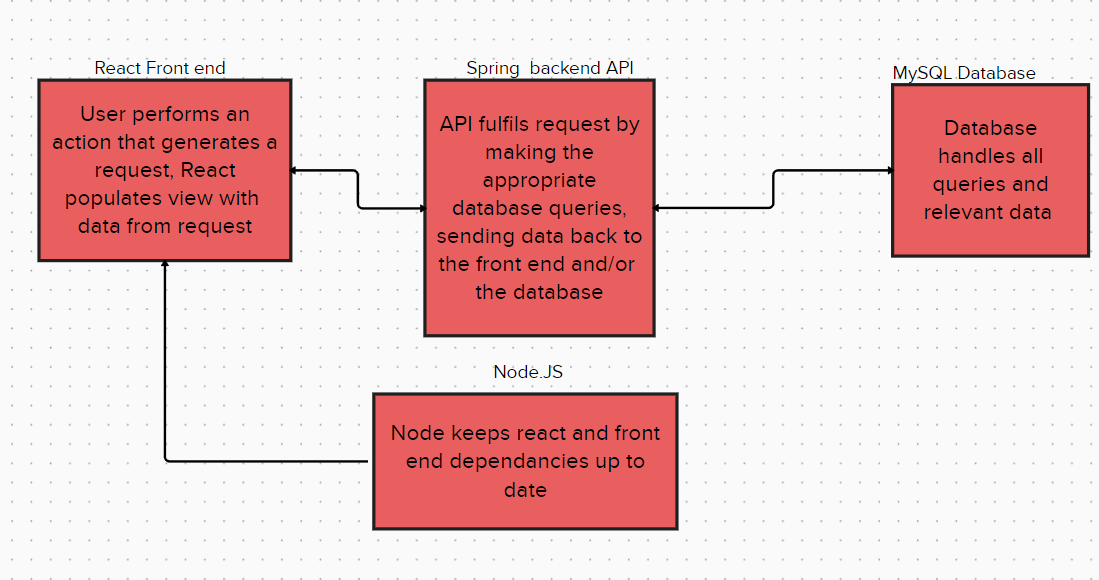 React Front end
User performs an
action that generates a
request, React
populates view with
data from request
Spring backend API
API fulfils request by
making the
appropriate
database queries,
sending data back to
the front end and/or
the database
MySQL Database
Database
handles all
queries and
relevant data
Node.JS
Node keeps react and front
end dependancies up to
date